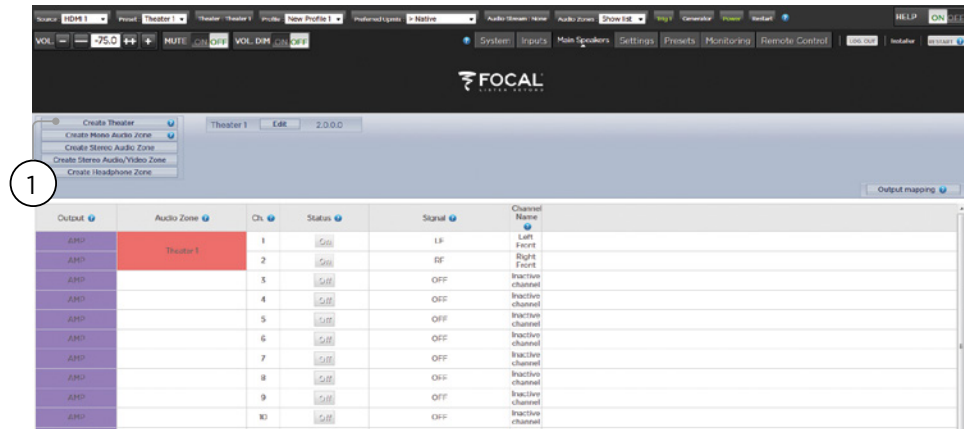 Source HDMI 1 Preset Theater 1 Theater: Theater 1 Profile New Profile 1 Preferred Upmix > Native Audio Stream: None Audio Zones Show list Trig 1 Generator Power Restart HELP ON OFF
VOL. -75.0 MUTE ON OFF VOL. DIM ON OFF System Inputs Main Speakers Settings Presets Monitoring Remote Control LOG OUT Installer RESTART
FOCAL
LISTEN BEYOND
Create Theater
Theater 1 Edit 2.0.0.0
Create Mono Audio Zone
Create Stereo Audio Zone
Create Stereo Audio/Video Zone
Create Headphone Zone
1
Output mapping
Output Audio Zone Ch. Status Signal Channel Name
AMP Theater 1 1 On LF Left Front
AMP 2 On RF Right Front
AMP 3 Off OFF Inactive channel
AMP 4 Off OFF Inactive channel
AMP 5 Off OFF Inactive channel
AMP 6 Off OFF Inactive channel
AMP 7 Off OFF Inactive channel
AMP 8 Off OFF Inactive channel
AMP 9 Off OFF Inactive channel
AMP 10 Off OFF Inactive channel